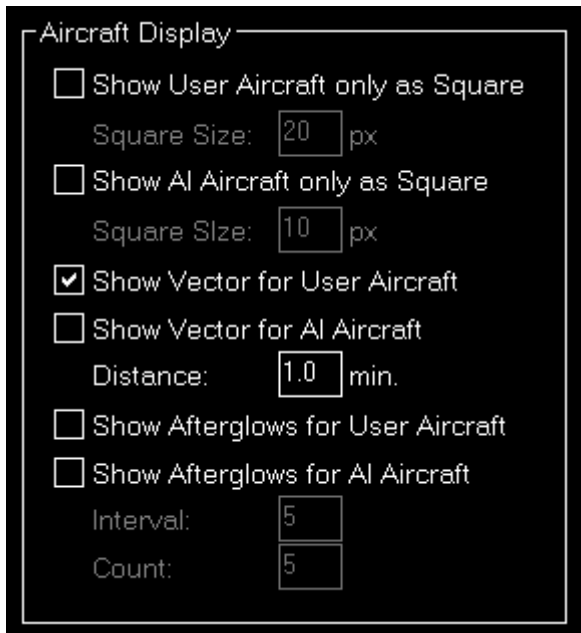 Aircraft Display
Show User Aircraft only as Square
Square Size: 20 px
Show AI Aircraft only as Square
Square SIze: 10 px
Show Vector for User Aircraft
Show Vector for AI Aircraft
Distance: 1.0 min.
Show Afterglows for User Aircraft
Show Afterglows for AI Aircraft
Interval: 5
Count: 5